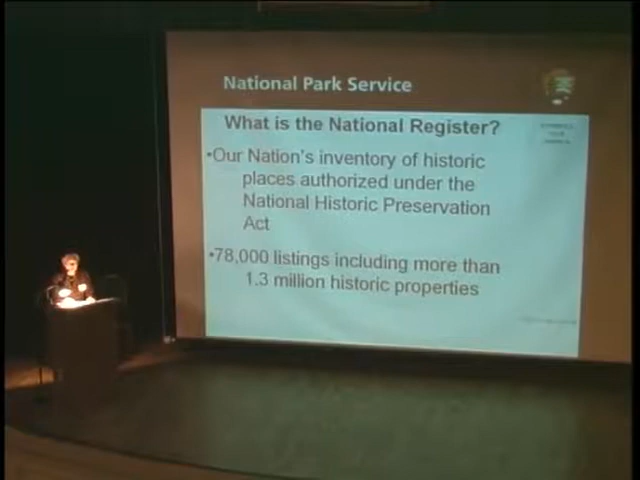 National Park Service
What is the National Register?
•Our Nation's inventory of historic
places authorized under the
National Historic Preservation
Act
•78,000 listings including more than
1.3 million historic properties